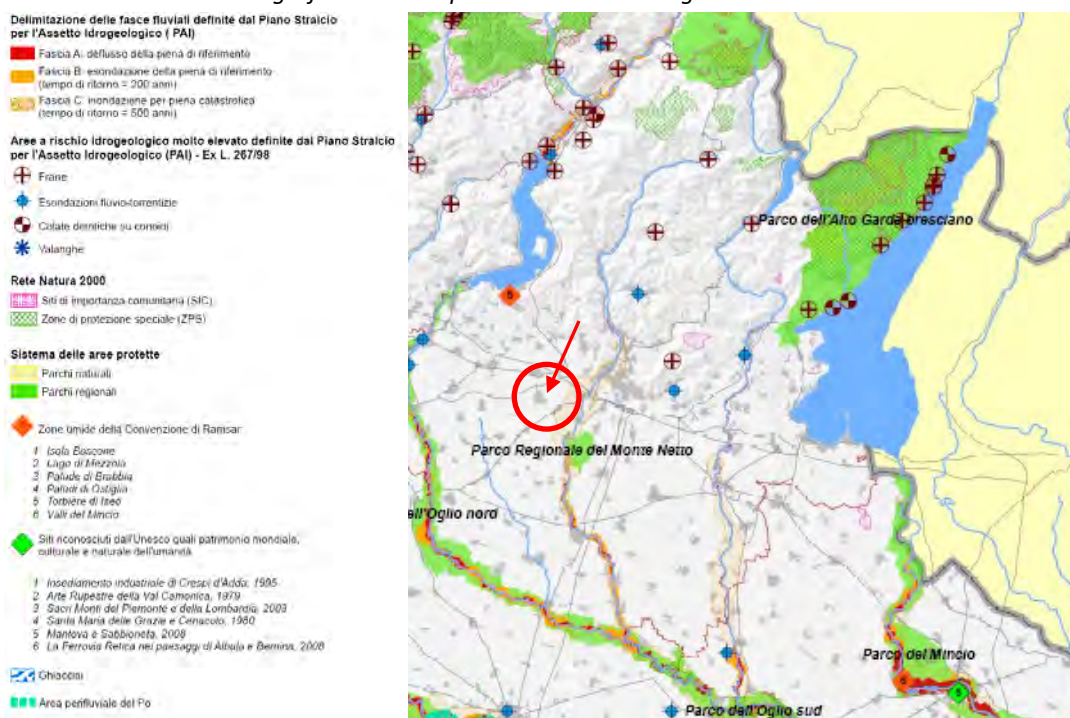 Delimitazione delle fasce fluviali definite dal Piano Stralcio
per l'Assetto Idrogeologico ( PAI)
Fascia A: deflusso della piena di riferimento
Fascia B: esondazione della piena di riferimento
(tempo di ritorno = 200 anni)
Fascia C: inondazione per piena catastrofica
(tempo di ritorno = 500 anni)
Aree a rischio idrogeologico molto elevato definite dal Piano Stralcio
per l'Assetto Idrogeologico (PAI) - Ex L. 267/98
Frane
Esondazioni fluvio-torrentizie
Colate detritiche su conoidi
Valanghe
Rete Natura 2000
Siti di importanza comunitaria (SIC)
Zone di protezione speciale (ZPS)
Sistema delle aree protette
Parchi naturali
Parchi regionali
Zone umide della Convenzione di Ramsar:
1 Isola Boscone
2 Lago di Mezzola
3 Palude di Brabbia
4 Paludi di Ostiglia
5 Torbiere di Iseo
6 Valli del Mincio
Siti riconosciuti dall'Unesco quali patrimonio mondiale,
culturale e naturale dell'umanità
1 Insediamento industriale di Crespi d'Adda, 1995
2 Arte Rupestre della Val Camonica, 1979
3 Sacri Monti del Piemonte e della Lombardia, 2003
4 Santa Maria delle Grazie e Cenacolo, 1980
5 Mantova e Sabbioneta, 2008
6 La Ferrovia Retica nei paesaggi di Albula e Bernina, 2008
Ghiacciai
Area perifluviale del Po
Parco dell'Alto Garda bresciano
5
Parco Regionale del Monte Netto
ell'Oglio nord
Parco del Mincio
6
5
Parco dell'Oglio sud